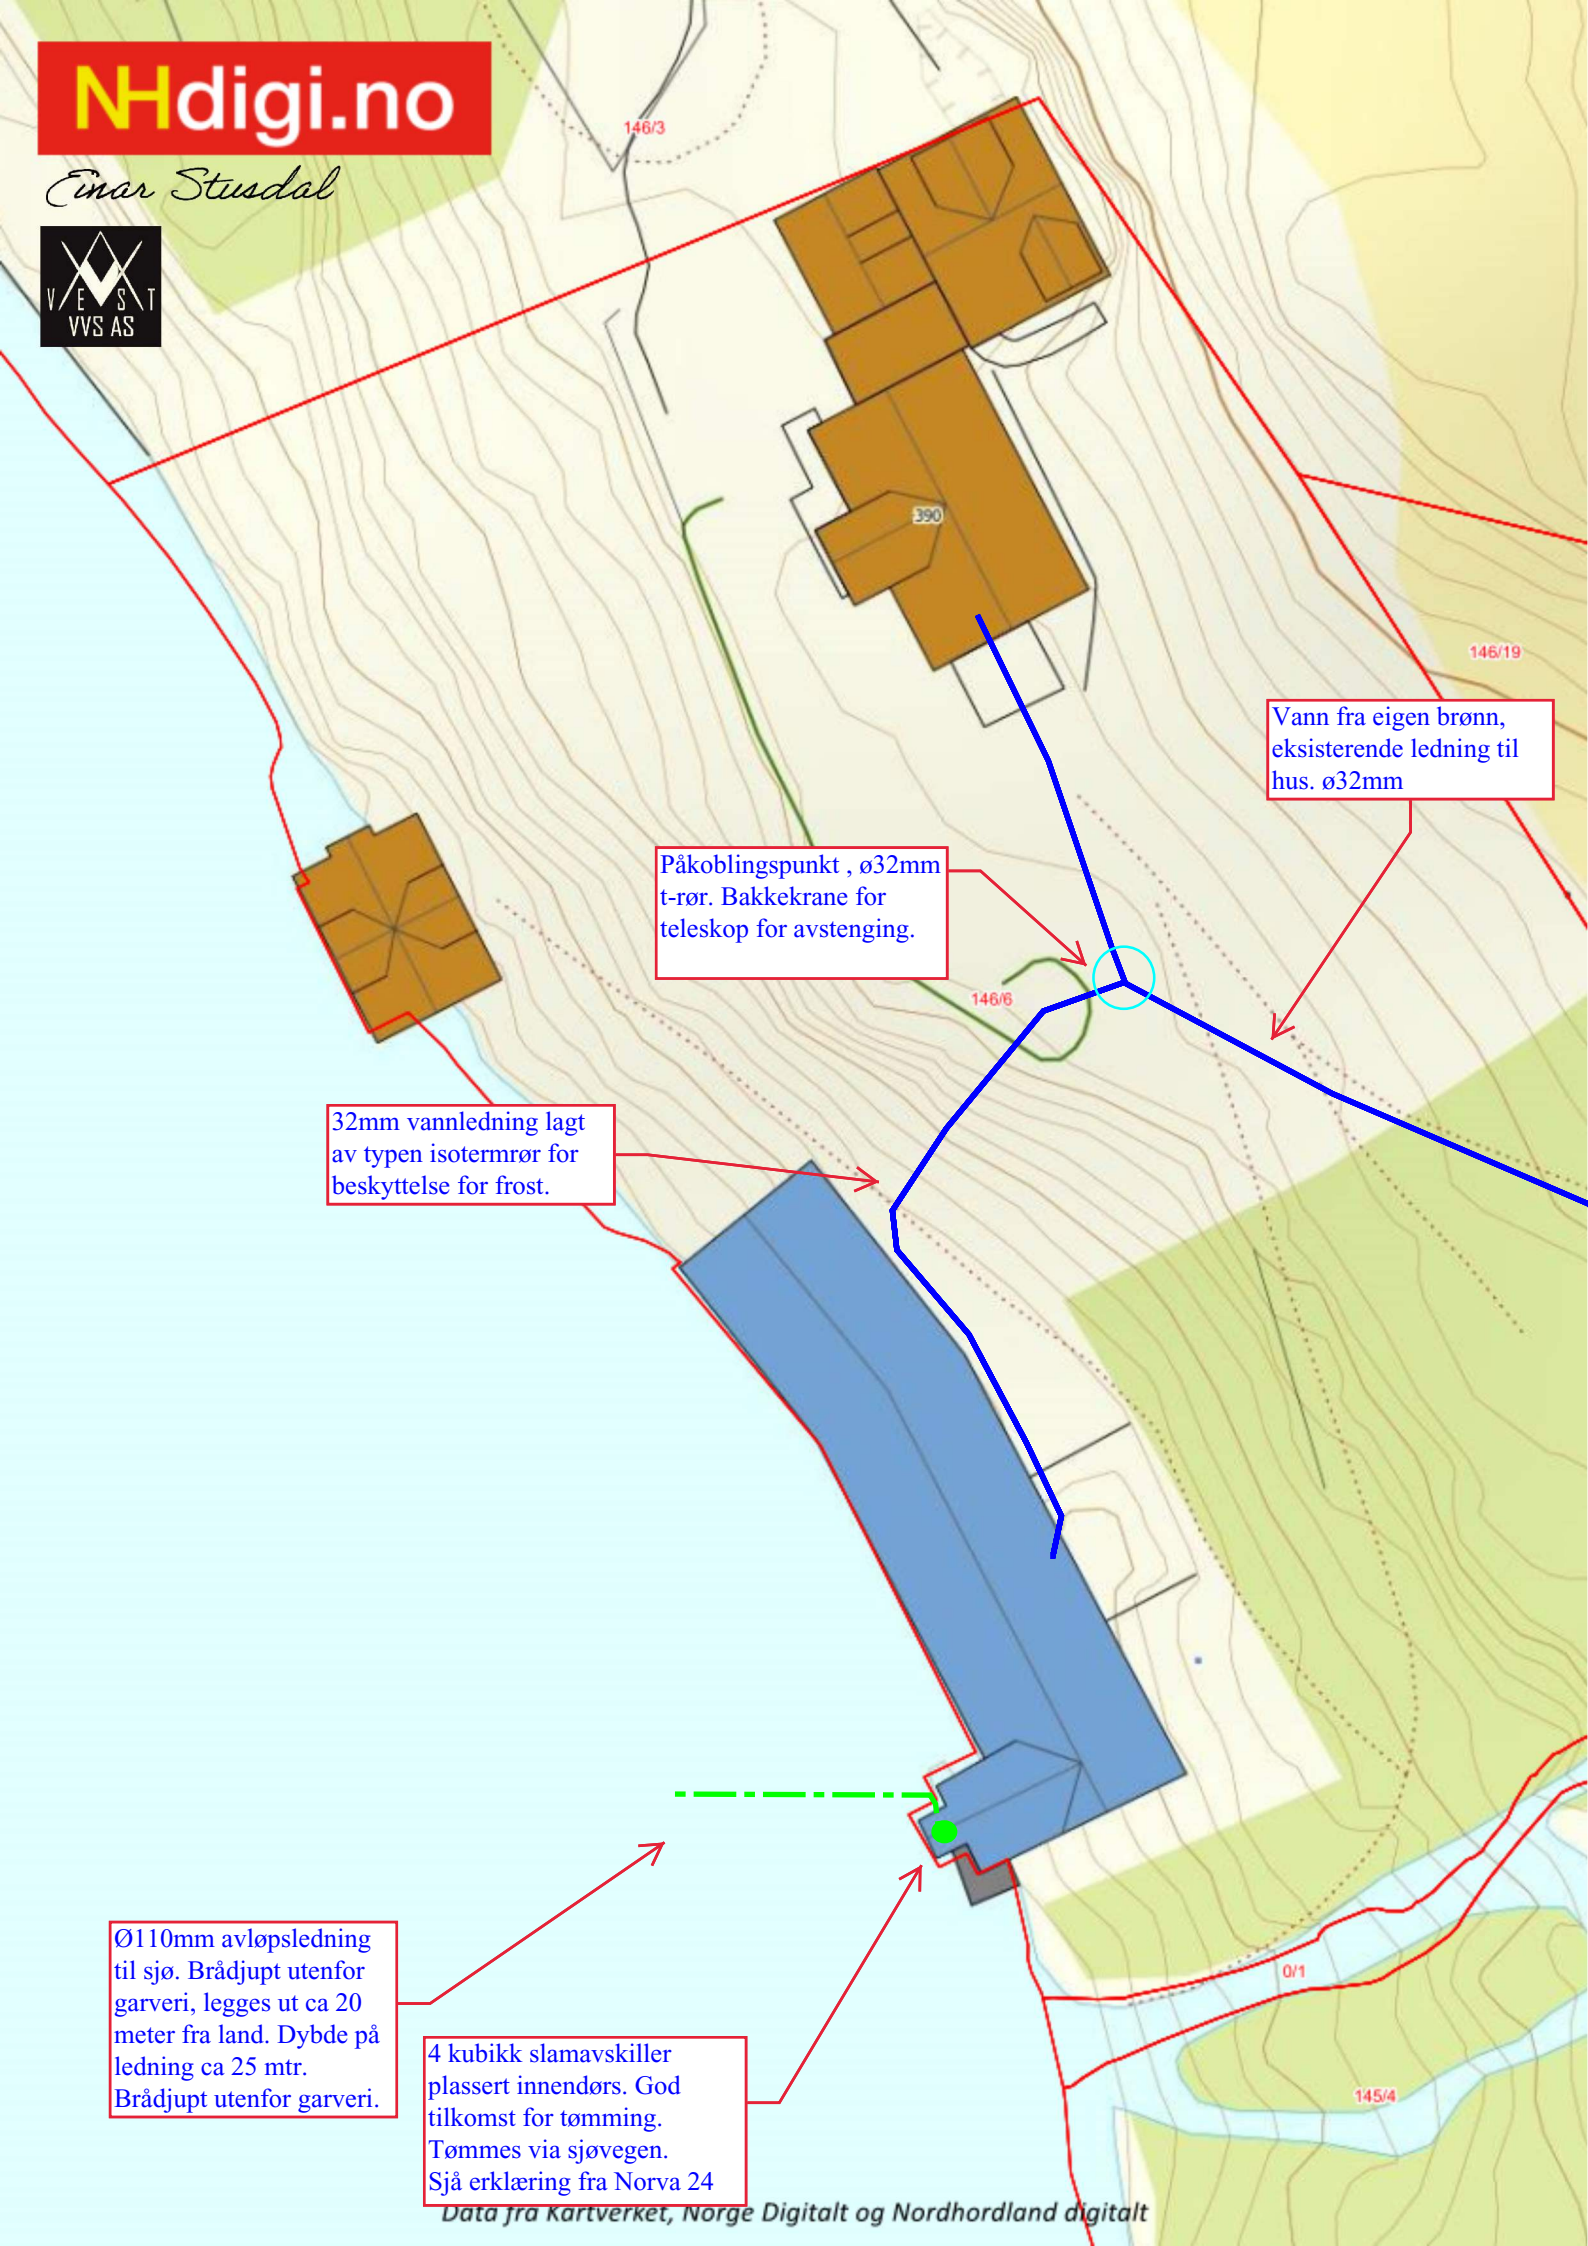 NHdigi.no
Einar Stusdal
VEST
VVS AS
146/3
390
146/19
Vann fra eigen brønn,
eksisterende ledning til
hus. ø32mm
Påkoblingspunkt , ø32mm
t-rør. Bakkekrane for
teleskop for avstenging.
146/6
32mm vannledning lagt
av typen isotermrør for
beskyttelse for frost.
Ø110mm avløpsledning
til sjø. Brådjupt utenfor
garveri, legges ut ca 20
meter fra land. Dybde på
ledning ca 25 mtr.
Brådjupt utenfor garveri.
0/1
4 kubikk slamavskiller
plassert innendørs. God
tilkomst for tømming.
Tømmes via sjøvegen.
Sjå erklæring fra Norva 24
145/4
Data fra Kartverket, Norge Digitalt og Nordhordland digitalt